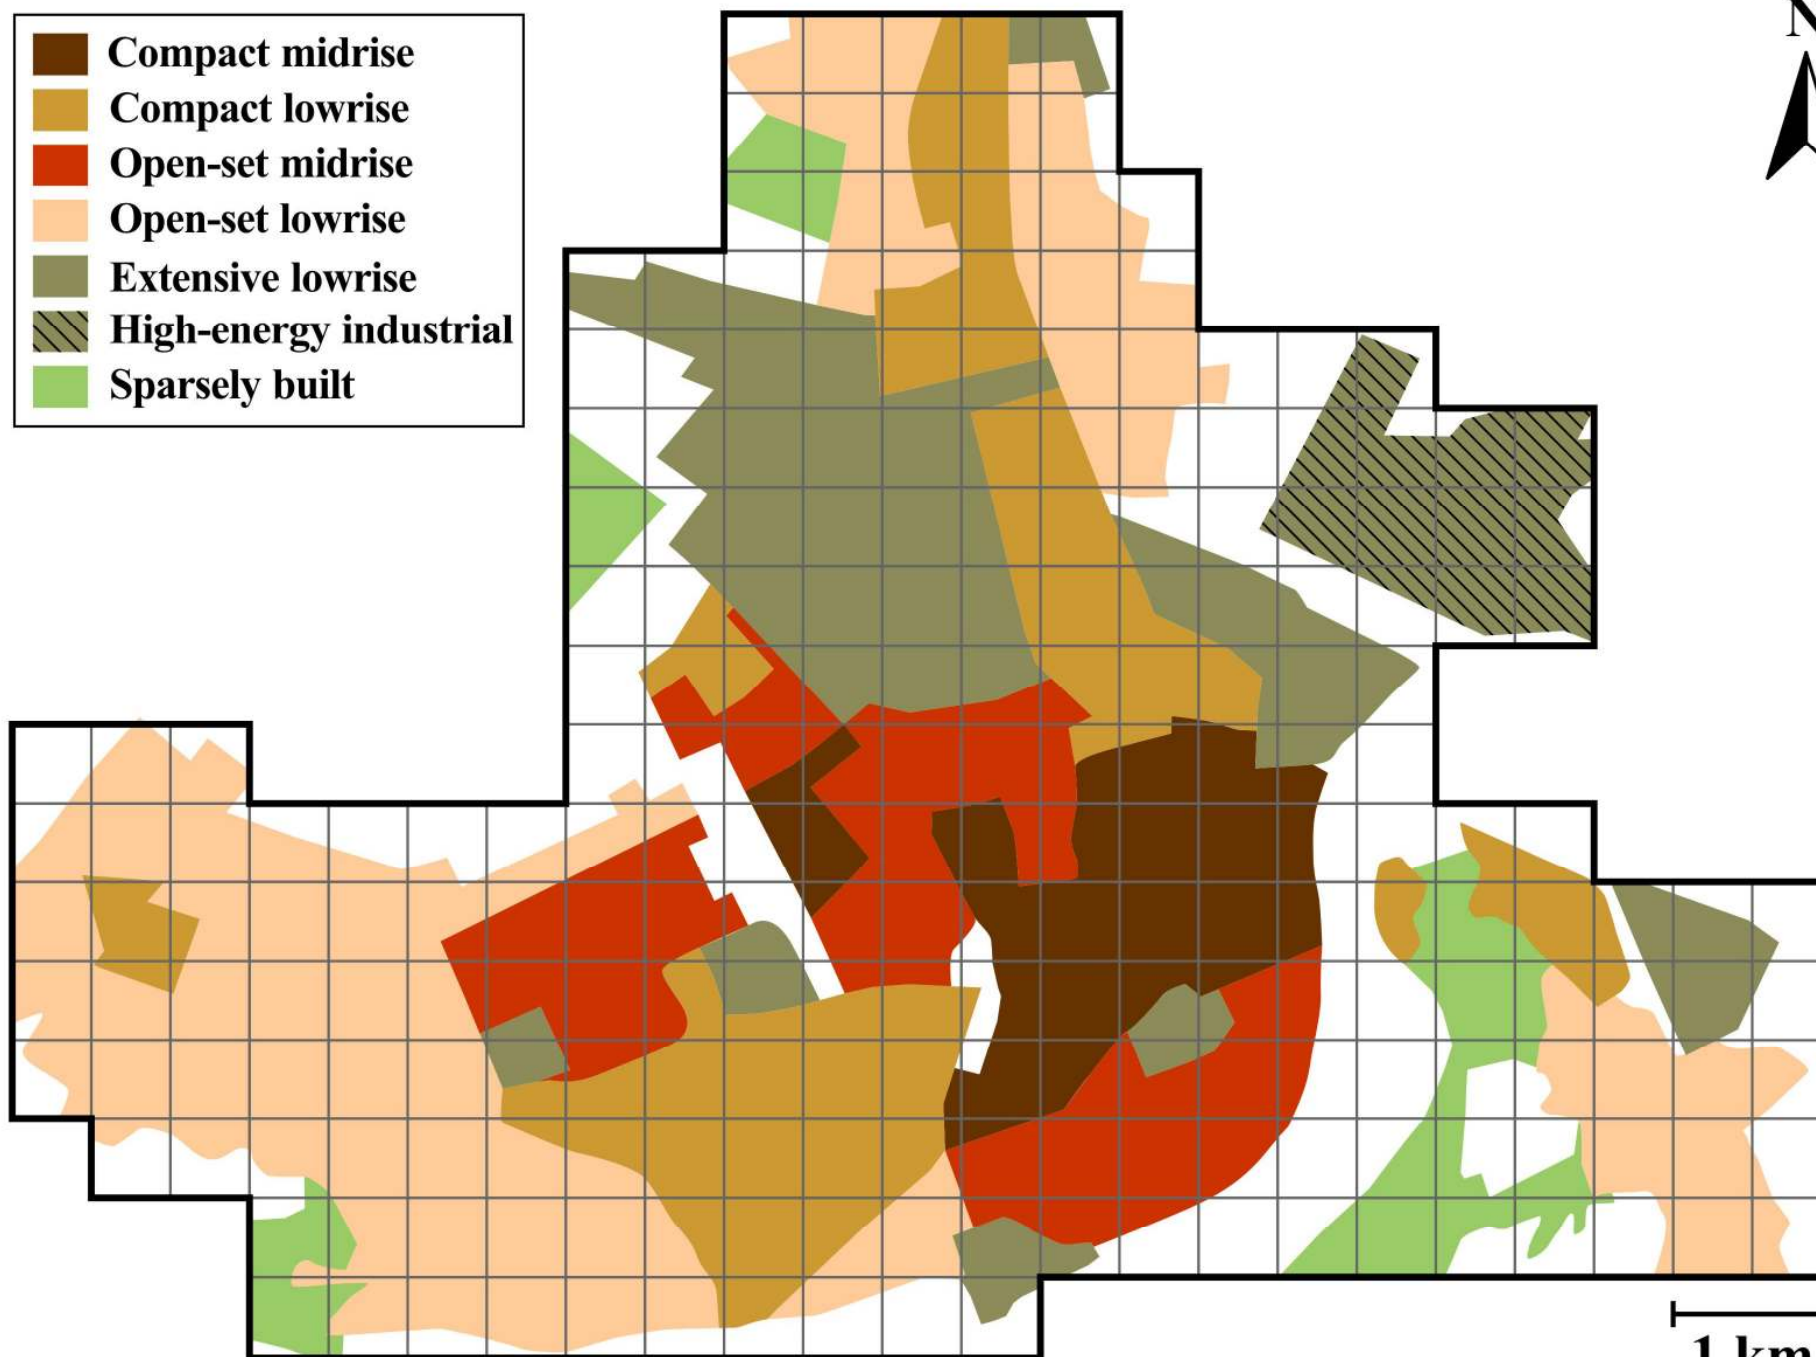 Compact midrise
Compact lowrise
Open-set midrise
Open-set lowrise
Extensive lowrise
High-energy industrial
Sparsely built
N
1 km